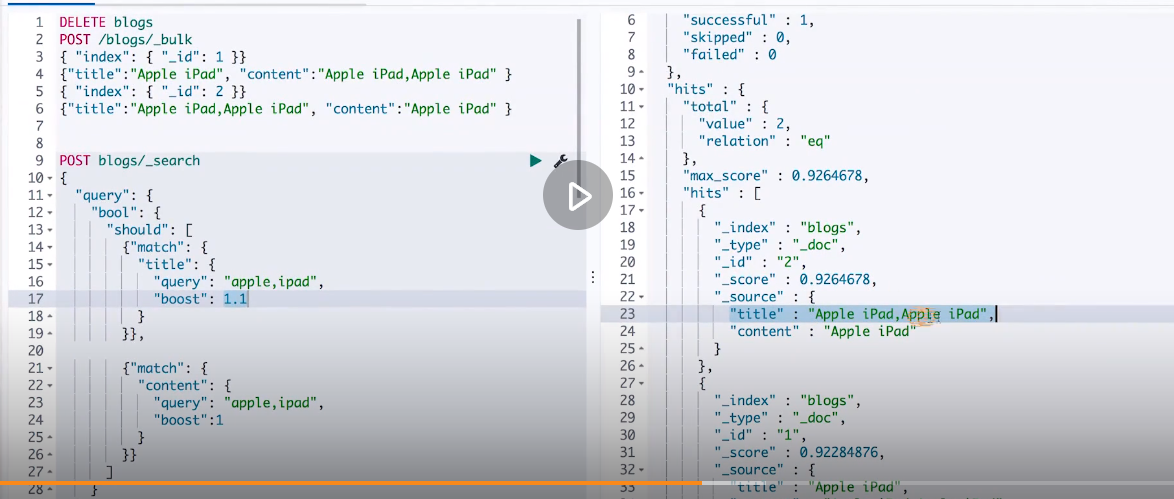 1 DELETE blogs
2 POST /blogs/_bulk
3 { "index": { "_id": 1 }}
4 {"title":"Apple iPad", "content":"Apple iPad,Apple iPad" }
5 { "index": { "_id": 2 }}
6 {"title":"Apple iPad,Apple iPad", "content":"Apple iPad" }
7
8
9 POST blogs/_search
10 {
11 "query": {
12 "bool": {
13 "should": [
14 {"match": {
15 "title": {
16 "query": "apple,ipad",
17 "boost": 1.1
18 }
19 }},
20
21 {"match": {
22 "content": {
23 "query": "apple,ipad",
24 "boost":1
25 }
26 }}
27 ]
28 }
6 "successful" : 1,
7 "skipped" : 0,
8 "failed" : 0
9 },
10 "hits" : {
11 "total" : {
12 "value" : 2,
13 "relation" : "eq"
14 },
15 "max_score" : 0.9264678,
16 "hits" : [
17 {
18 "_index" : "blogs",
19 "_type" : "_doc",
20 "_id" : "2",
21 "_score" : 0.9264678,
22 "_source" : {
23 "title" : "Apple iPad,Apple iPad",
24 "content" : "Apple iPad"
25 }
26 },
27 {
28 "_index" : "blogs",
29 "_type" : "_doc",
30 "_id" : "1",
31 "_score" : 0.92284876,
32 "_source" : {
33 "title" : "Apple iPad",